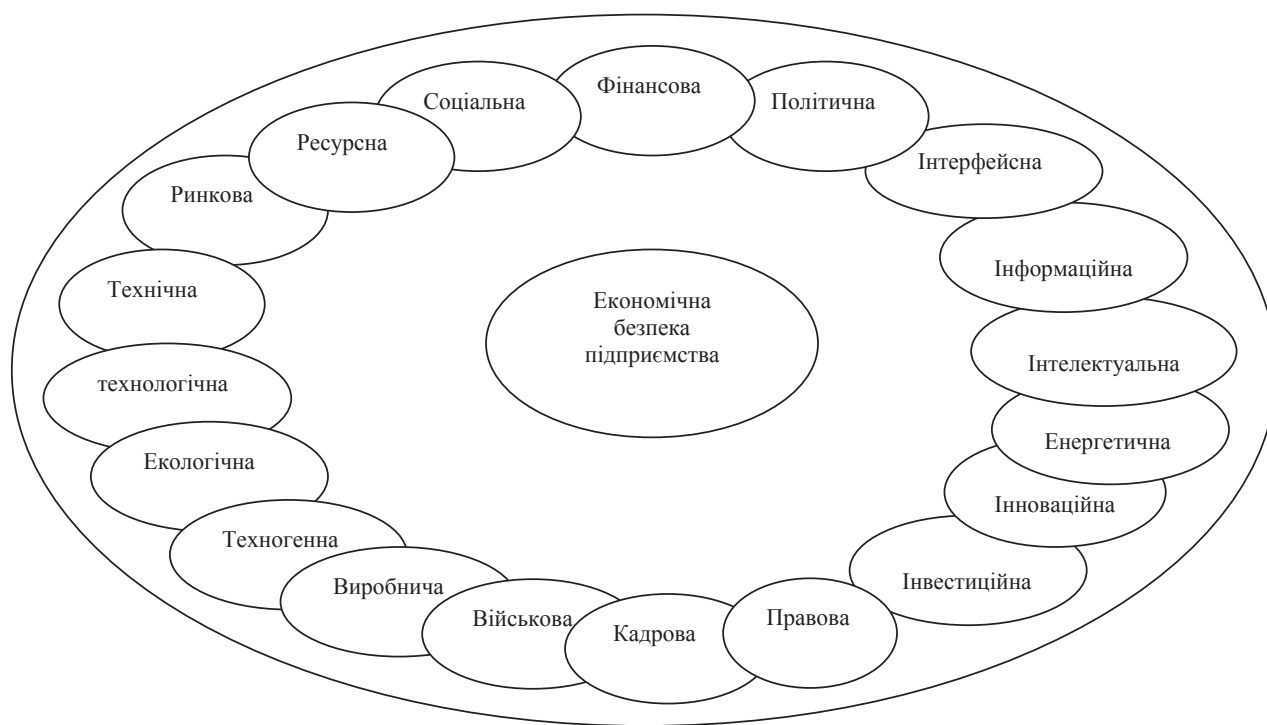 Фінансова
Соціальна
Політична
Ресурсна
Інтерфейсна
Ринкова
Інформаційна
Технічна
Економічна
безпека
підприємства
Інтелектуальна
технологічна
Енергетична
Екологічна
Інноваційна
Техногенна
Інвестиційна
Виробнича
Військова
Кадрова
Правова